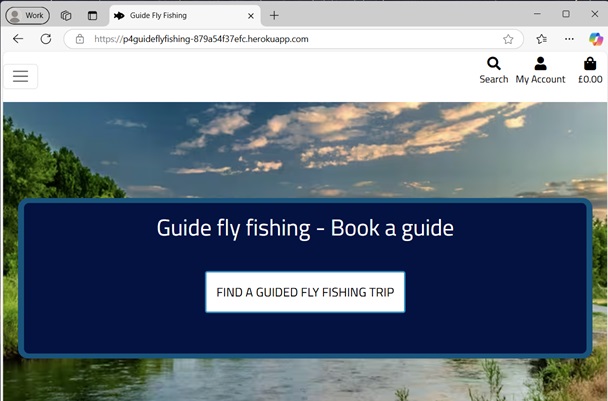 Work
Guide Fly Fishing
https://p4guideflyfishing-879a54f37efc.herokuapp.com
Search My Account £0.00
Guide fly fishing - Book a guide
FIND A GUIDED FLY FISHING TRIP